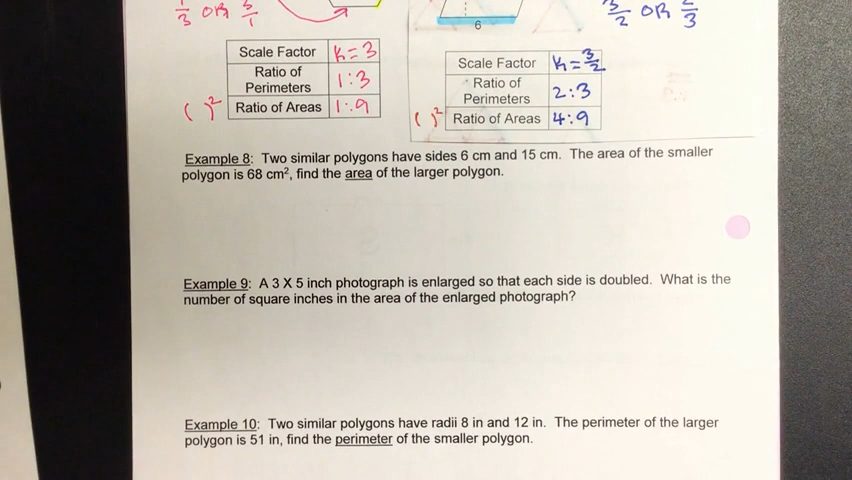 1/3 OR 3/1
6
3/2 OR 2/3
Scale Factor K=3
Ratio of Perimeters 1:3
( )² Ratio of Areas 1:9
Scale Factor K=3/2
Ratio of Perimeters 2:3
( )² Ratio of Areas 4:9
Example 8: Two similar polygons have sides 6 cm and 15 cm. The area of the smaller
polygon is 68 cm², find the area of the larger polygon.
Example 9: A 3 X 5 inch photograph is enlarged so that each side is doubled. What is the
number of square inches in the area of the enlarged photograph?
Example 10: Two similar polygons have radii 8 in and 12 in. The perimeter of the larger
polygon is 51 in, find the perimeter of the smaller polygon.